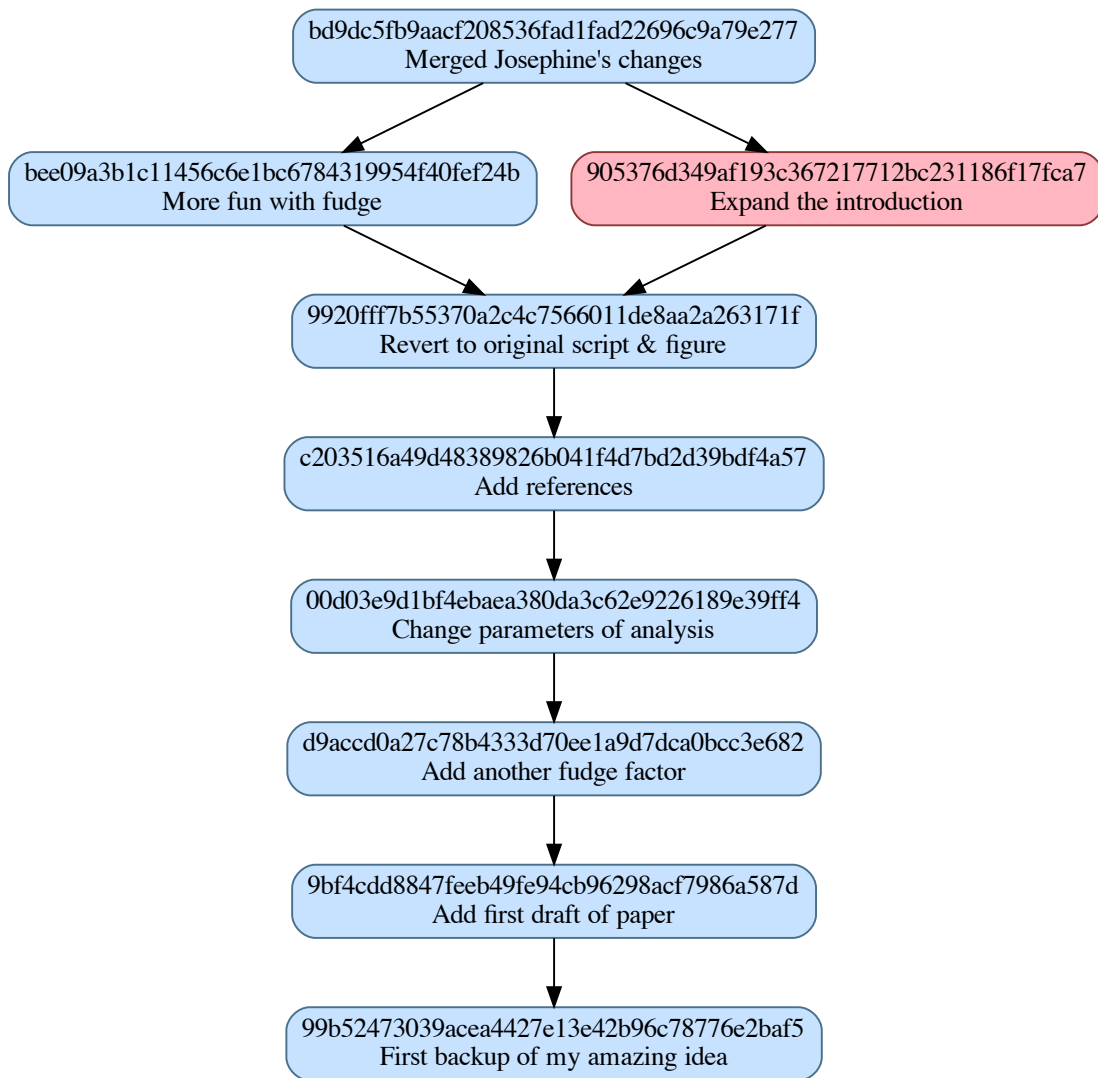 bd9dc5fb9aacf208536fad1fad22696c9a79e277
Merged Josephine's changes
bee09a3b1c11456c6e1bc6784319954f40fef24b
More fun with fudge
905376d349af193c367217712bc231186f17fca7
Expand the introduction
9920fff7b55370a2c4c7566011de8aa2a263171f
Revert to original script & figure
c203516a49d48389826b041f4d7bd2d39bdf4a57
Add references
00d03e9d1bf4ebaea380da3c62e9226189e39ff4
Change parameters of analysis
d9accd0a27c78b4333d70ee1a9d7dca0bcc3e682
Add another fudge factor
9bf4cdd8847feeb49fe94cb96298acf7986a587d
Add first draft of paper
99b52473039acea4427e13e42b96c78776e2baf5
First backup of my amazing idea